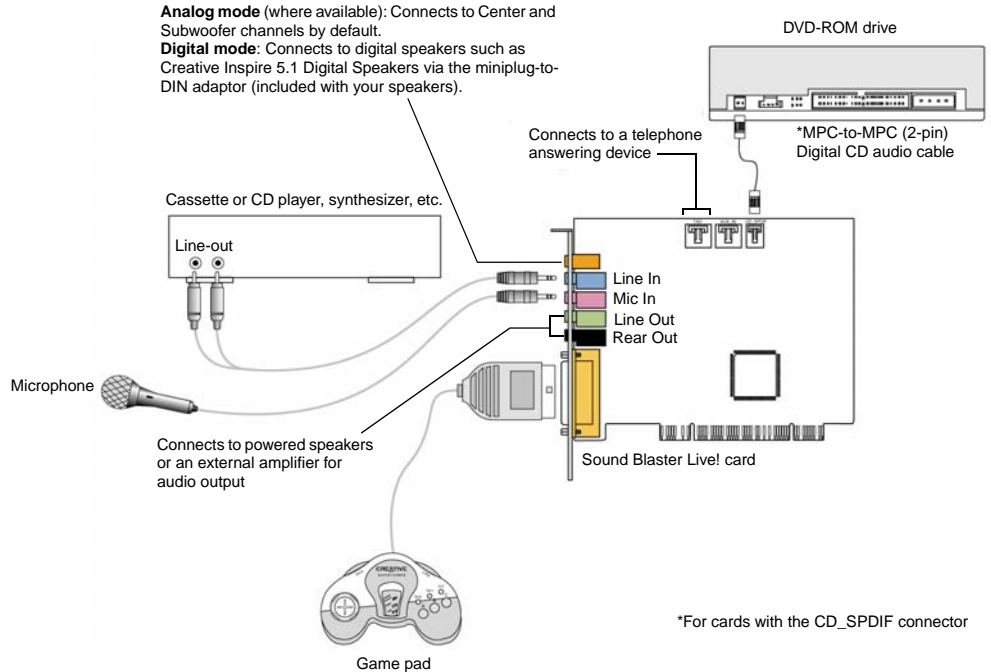 Analog mode (where available): Connects to Center and
Subwoofer channels by default.
Digital mode: Connects to digital speakers such as
Creative Inspire 5.1 Digital Speakers via the miniplug-to-
DIN adaptor (included with your speakers).
DVD-ROM drive
*MPC-to-MPC (2-pin)
Digital CD audio cable
Connects to a telephone
answering device
Cassette or CD player, synthesizer, etc.
Line-out
TAD
AUX_IN
CD_SPDIF
Line In
Mic In
Line Out
Rear Out
Microphone
Connects to powered speakers
or an external amplifier for
audio output
Sound Blaster Live! card
CREATIVE
Game pad
*For cards with the CD_SPDIF connector